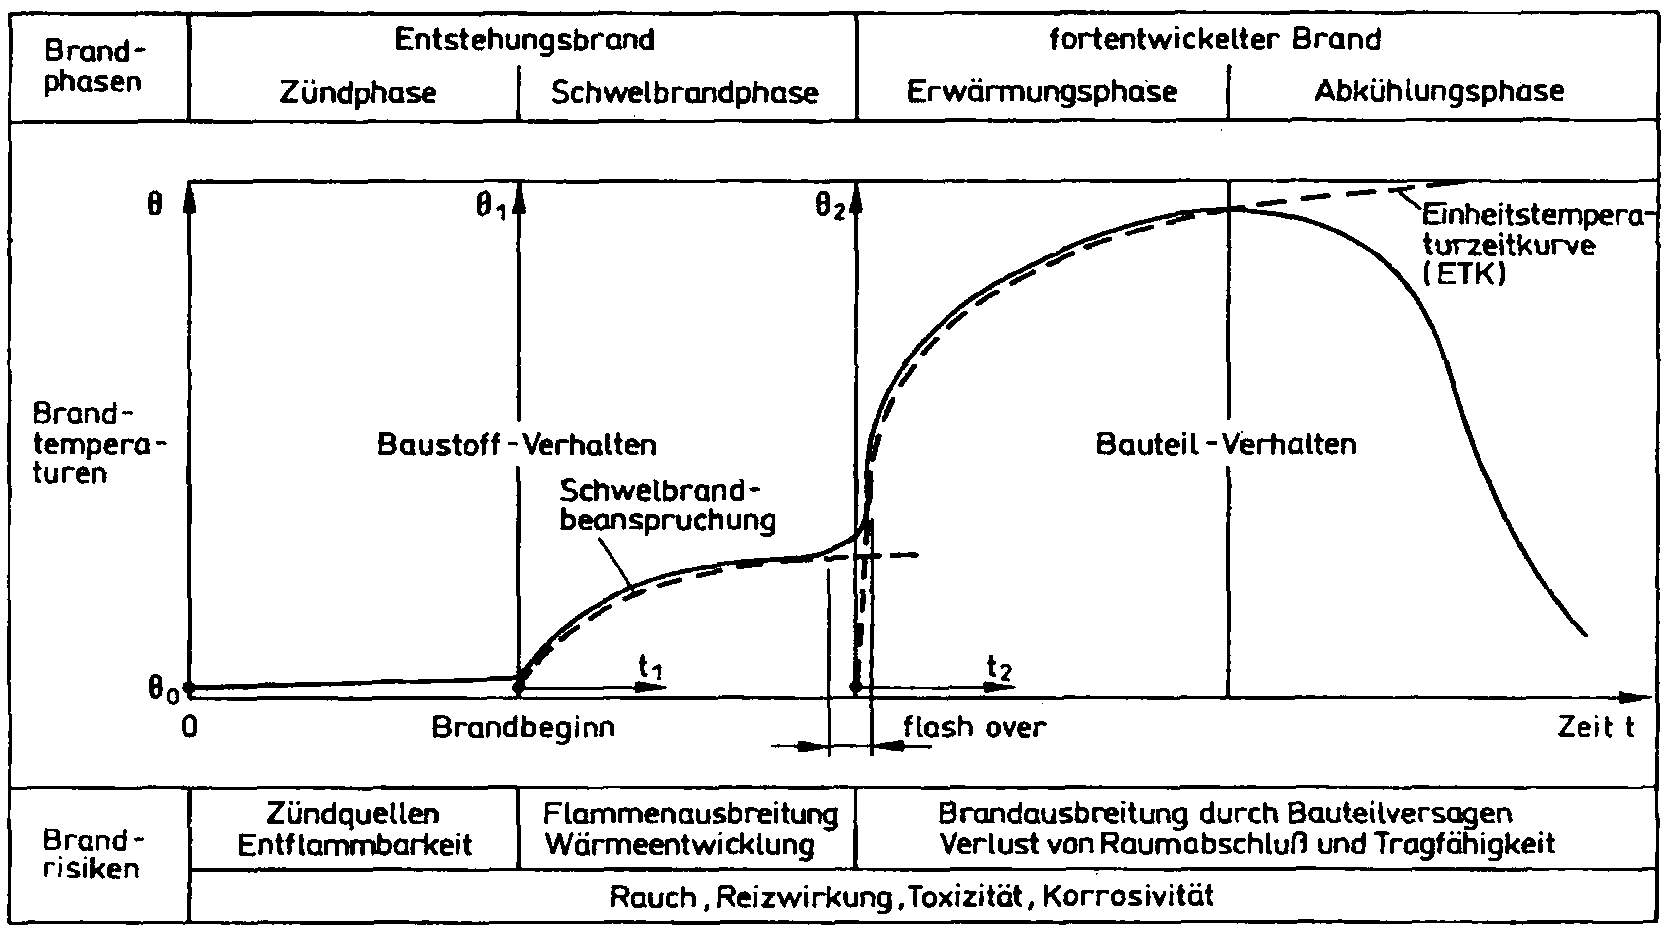 Brand-
phasen
Entstehungsbrand
fortentwickelter Brand
Zündphase
Schwelbrandphase
Erwärmungsphase
Abkühlungsphase
θ
θ1
θ2
Einheitstempera-
turzeitkurve
(ETK)
Brand-
tempera-
turen
Baustoff-Verhalten
Bauteil-Verhalten
Schwelbrand-
beanspruchung
t1
t2
θ0
0
Brandbeginn
flash over
Zeit t
Brand-
risiken
Zündquellen
Entflammbarkeit
Flammenausbreitung
Wärmeentwicklung
Brandausbreitung durch Bauteilversagen
Verlust von Raumabschluß und Tragfähigkeit
Rauch, Reizwirkung, Toxizität, Korrosivität